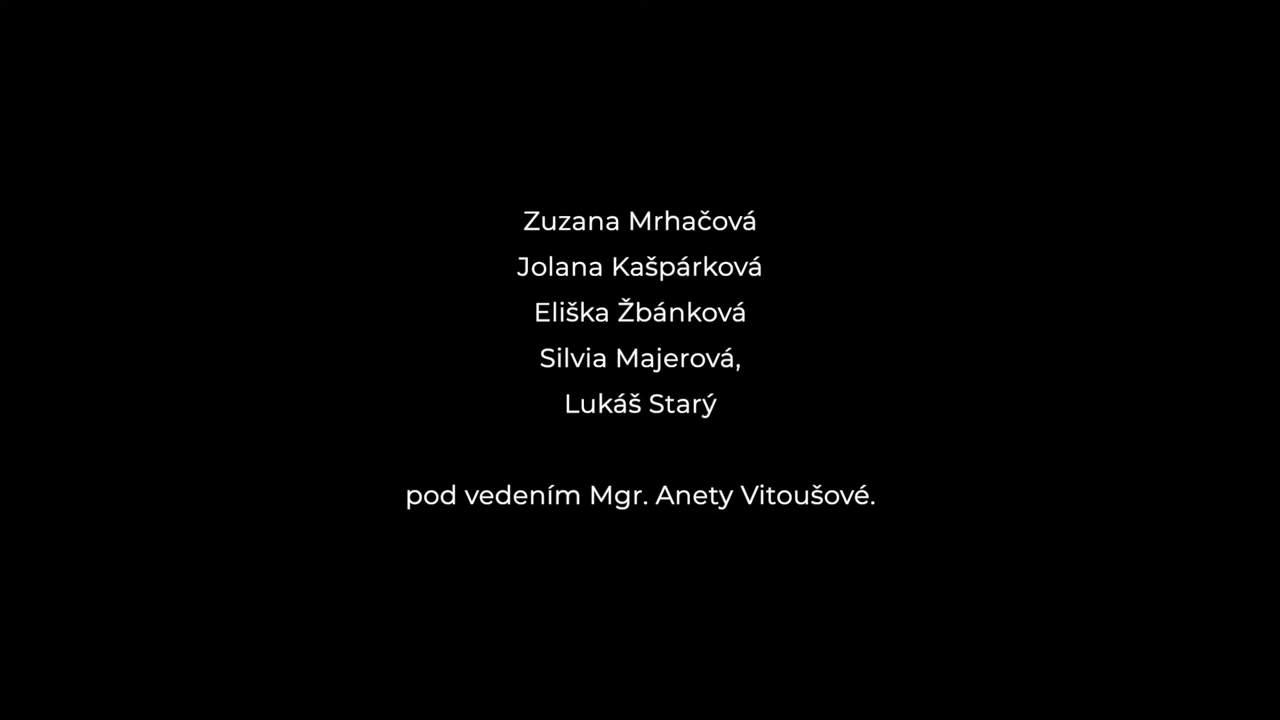 Zuzana Mrhačová
Jolana Kašpárková
Eliška Žbánková
Silvia Majerová,
Lukáš Starý
pod vedením Mgr. Anety Vitoušové.